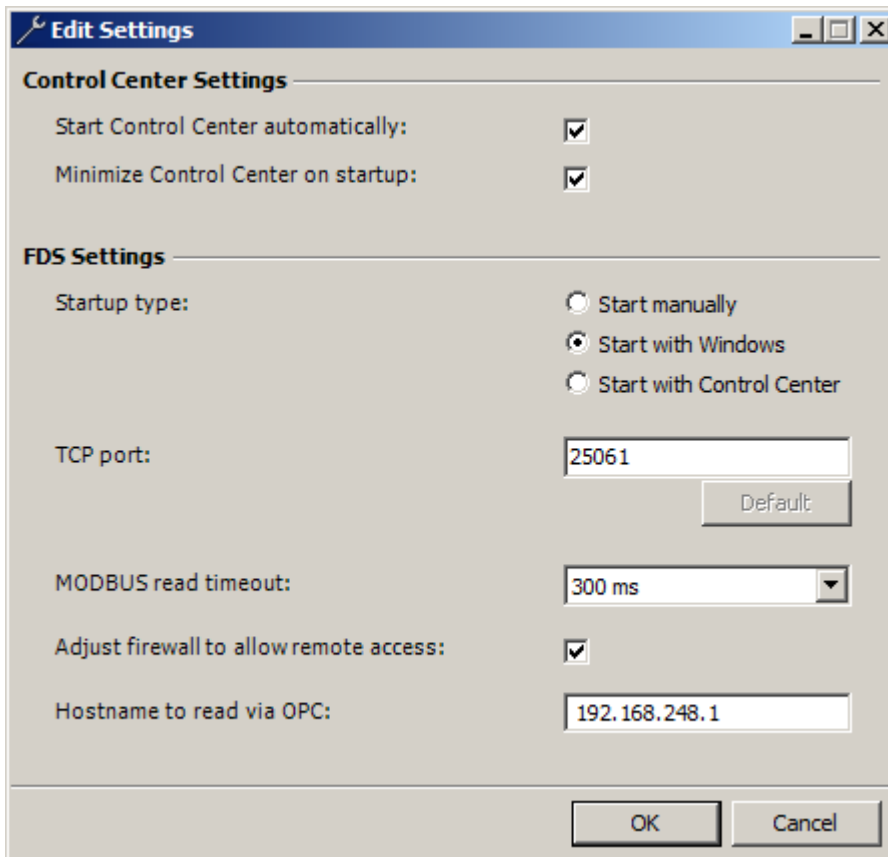 Edit Settings
Control Center Settings
Start Control Center automatically:
Minimize Control Center on startup:
FDS Settings
Startup type:
Start manually
Start with Windows
Start with Control Center
TCP port:
25061
Default
MODBUS read timeout:
300 ms
Adjust firewall to allow remote access:
Hostname to read via OPC:
192.168.248.1
OK
Cancel